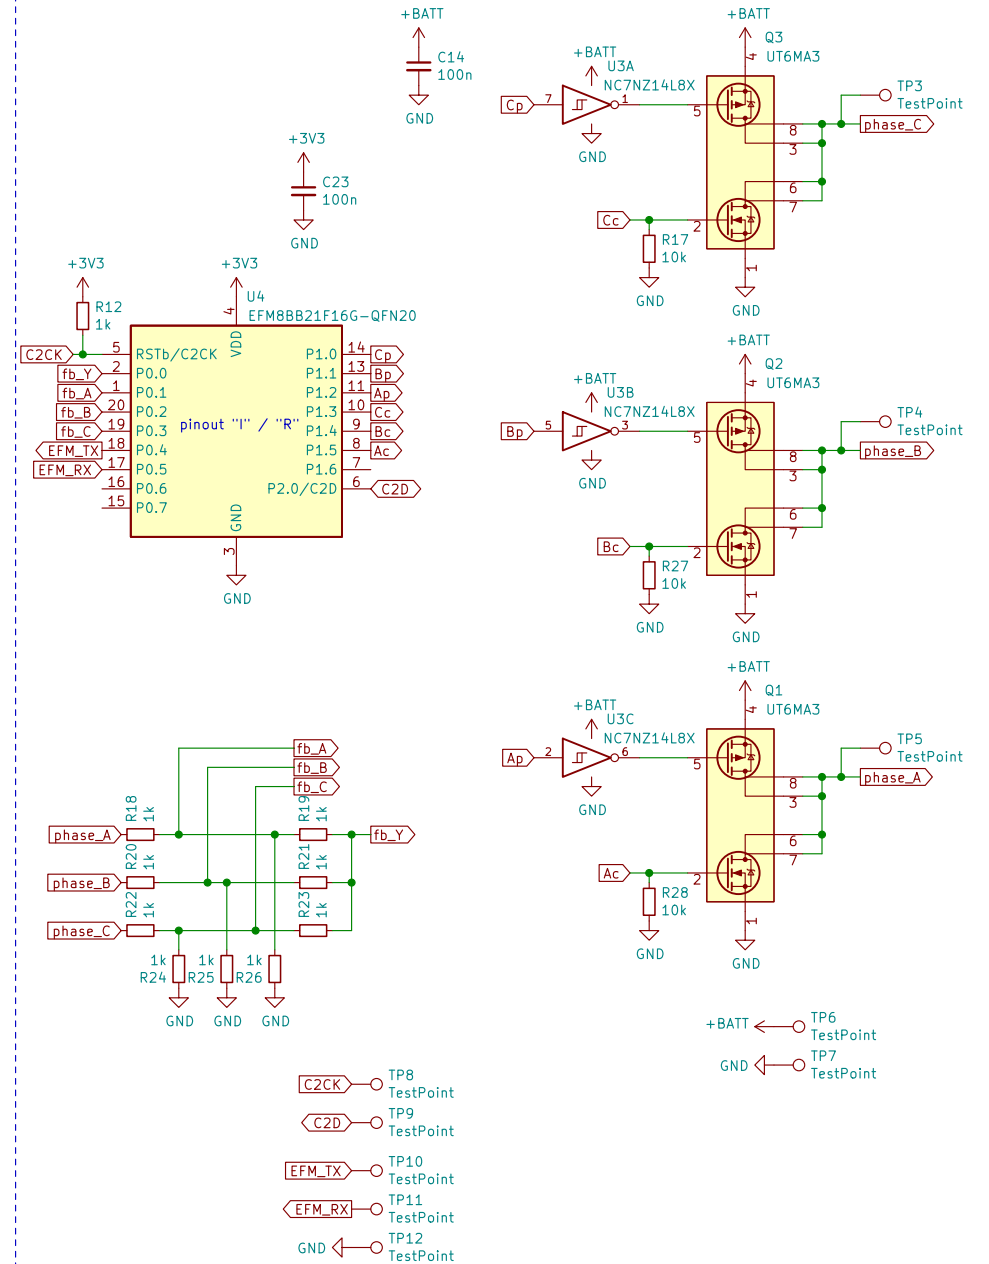 +BATT
C14
100n
GND
+3V3
C23
100n
GND
+3V3
R12
1k
+3V3
U4
EFM8BB21F16G-QFN20
4
VDD
C2CK
5
RSTb/C2CK
fb_Y
2
P0.0
fb_A
1
P0.1
fb_B
20
P0.2
fb_C
19
P0.3
EFM_TX
18
P0.4
EFM_RX
17
P0.5
16
P0.6
15
P0.7
pinout "I" / "R"
P1.0
14
Cp
P1.1
13
Bp
P1.2
11
Ap
P1.3
10
Cc
P1.4
9
Bc
P1.5
8
Ac
P1.6
7
P2.0/C2D
6
C2D
GND
3
GND
+BATT
Q3
UT6MA3
4
+BATT
U3A
NC7NZ14L8X
Cp
7
1
5
GND
8
3
6
7
TP3
TestPoint
phase_C
Cc
2
R17
10k
GND
1
GND
+BATT
Q2
UT6MA3
4
+BATT
U3B
NC7NZ14L8X
Bp
5
3
5
GND
8
3
6
7
TP4
TestPoint
phase_B
Bc
2
R27
10k
GND
1
GND
+BATT
Q1
UT6MA3
4
+BATT
U3C
NC7NZ14L8X
Ap
2
6
5
GND
8
3
6
7
TP5
TestPoint
phase_A
Ac
2
R28
10k
GND
1
GND
fb_A
fb_B
fb_C
phase_A
R18
1k
R19
1k
fb_Y
phase_B
R20
1k
R21
1k
phase_C
R22
1k
R23
1k
1k
R24
1k
R25
1k
R26
GND
GND
GND
+BATT
TP6
TestPoint
GND
TP7
TestPoint
C2CK
TP8
TestPoint
C2D
TP9
TestPoint
EFM_TX
TP10
TestPoint
EFM_RX
TP11
TestPoint
GND
TP12
TestPoint